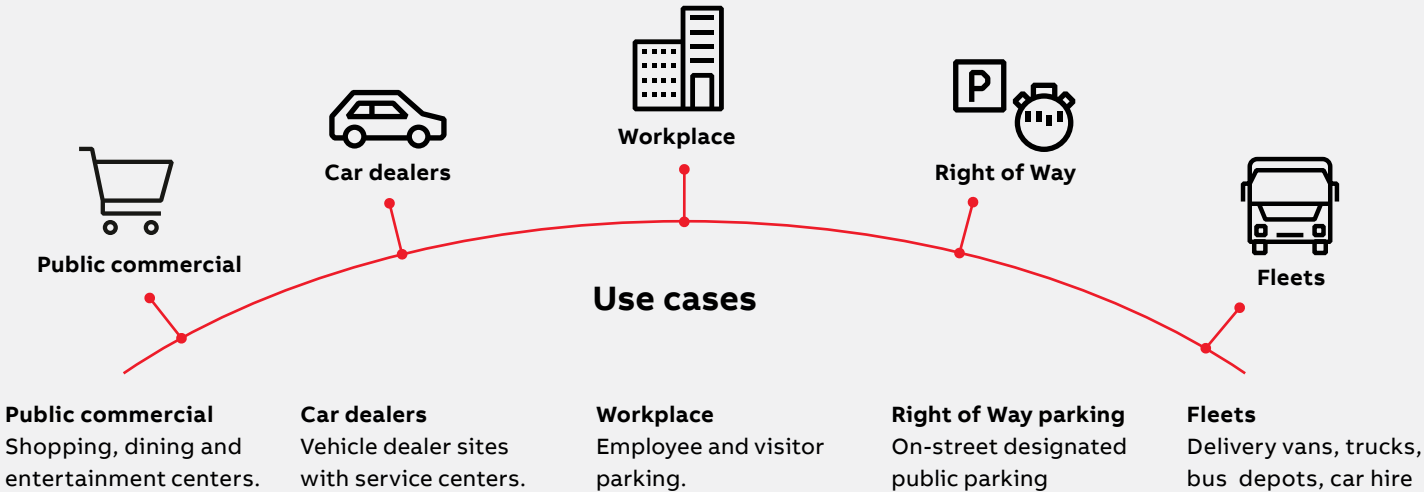 Workplace
Car dealers
P
Right of Way
Public commercial
Fleets
Use cases
Public commercial
Shopping, dining and
entertainment centers.
Car dealers
Vehicle dealer sites
with service centers.
Workplace
Employee and visitor
parking.
Right of Way parking
On-street designated
public parking
Fleets
Delivery vans, trucks,
bus depots, car hire